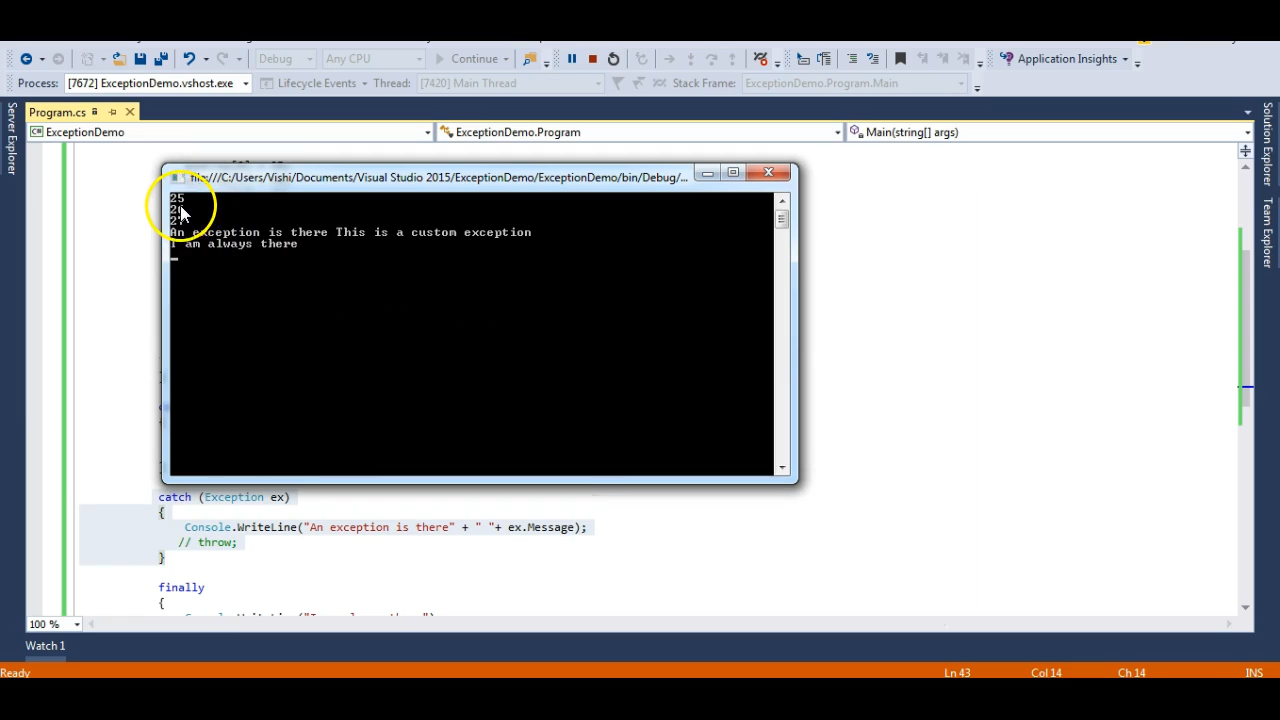 Debug Any CPU Continue Application Insights
Process: [7672] ExceptionDemo.vshost.exe Lifecycle Events Thread: [7420] Main Thread Stack Frame: ExceptionDemo.Program.Main
Program.cs
ExceptionDemo ExceptionDemo.Program Main(string[] args)
Server Explorer
Solution Explorer
Team Explorer
file:///C:/Users/Vishi/Documents/Visual Studio 2015/ExceptionDemo/ExceptionDemo/bin/Debug/...
25
An exception is there This is a custom exception
I am always there
catch (Exception ex)
{
Console.WriteLine("An exception is there" + " "+ ex.Message);
// throw;
}
finally
{
100 %
Watch 1
Ready Ln 43 Col 14 Ch 14 INS